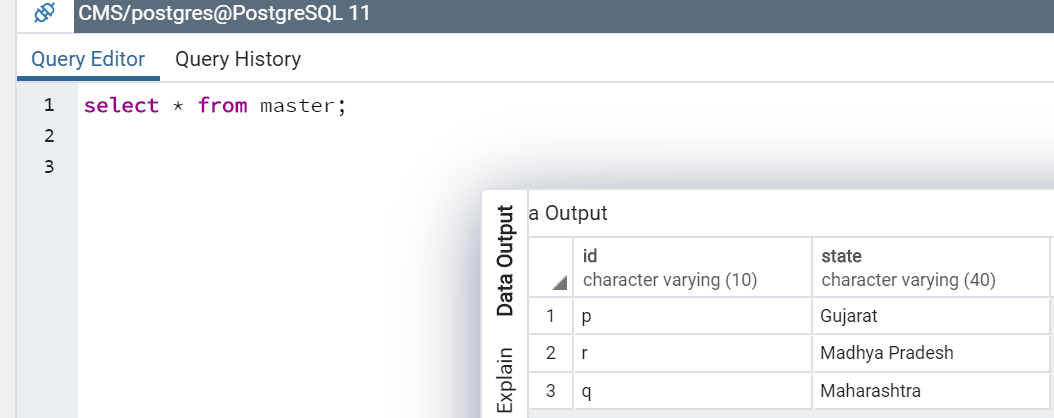 CMS/postgres@PostgreSQL 11
Query Editor Query History
1 select * from master;
2
3
Data Output
Explain
a Output
id state
character varying (10) character varying (40)
1 p Gujarat
2 r Madhya Pradesh
3 q Maharashtra